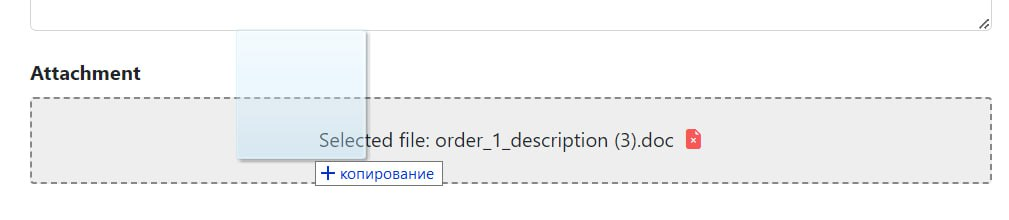 Attachment
Selected file: order_1_description (3).doc
копирование